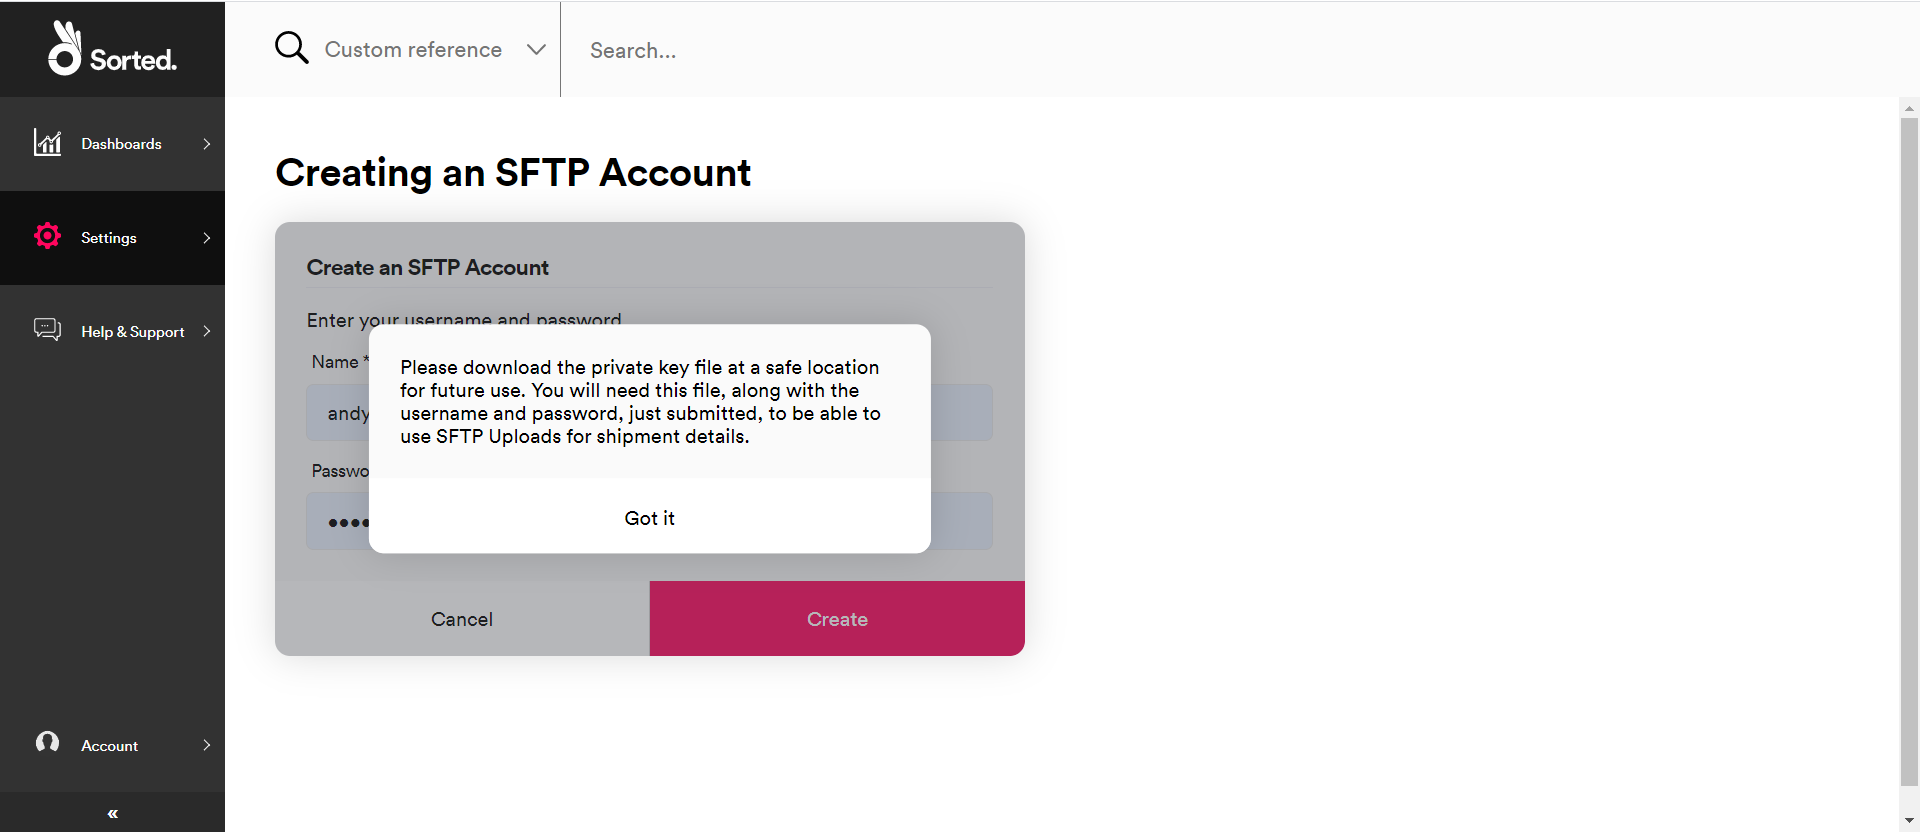 Sorted.
Custom reference
Search...
Dashboards
Settings
Help & Support
Account
«
Creating an SFTP Account
Create an SFTP Account
Enter your username and password
Name *
andy
Please download the private key file at a safe location
for future use. You will need this file, along with the
username and password, just submitted, to be able to
use SFTP Uploads for shipment details.
Got it
Cancel
Create